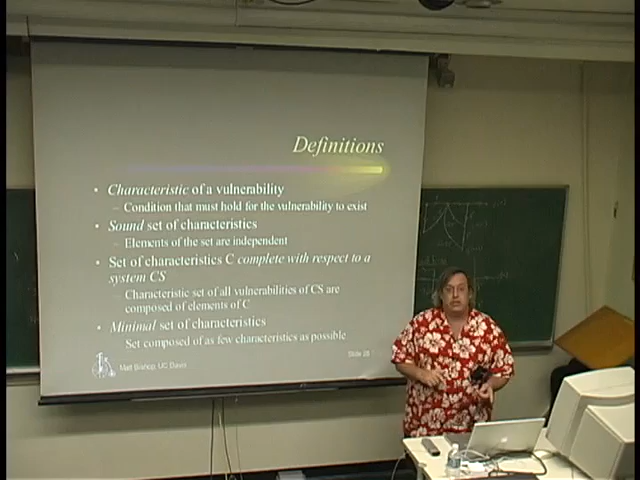 Definitions
• Characteristic of a vulnerability
– Condition that must hold for the vulnerability to exist
• Sound set of characteristics
– Elements of the set are independent
• Set of characteristics C complete with respect to a
system CS
– Characteristic set of all vulnerabilities of CS are
composed of elements of C
• Minimal set of characteristics
– Set composed of as few characteristics as possible
Matt Bishop, UC Davis
Slide 28